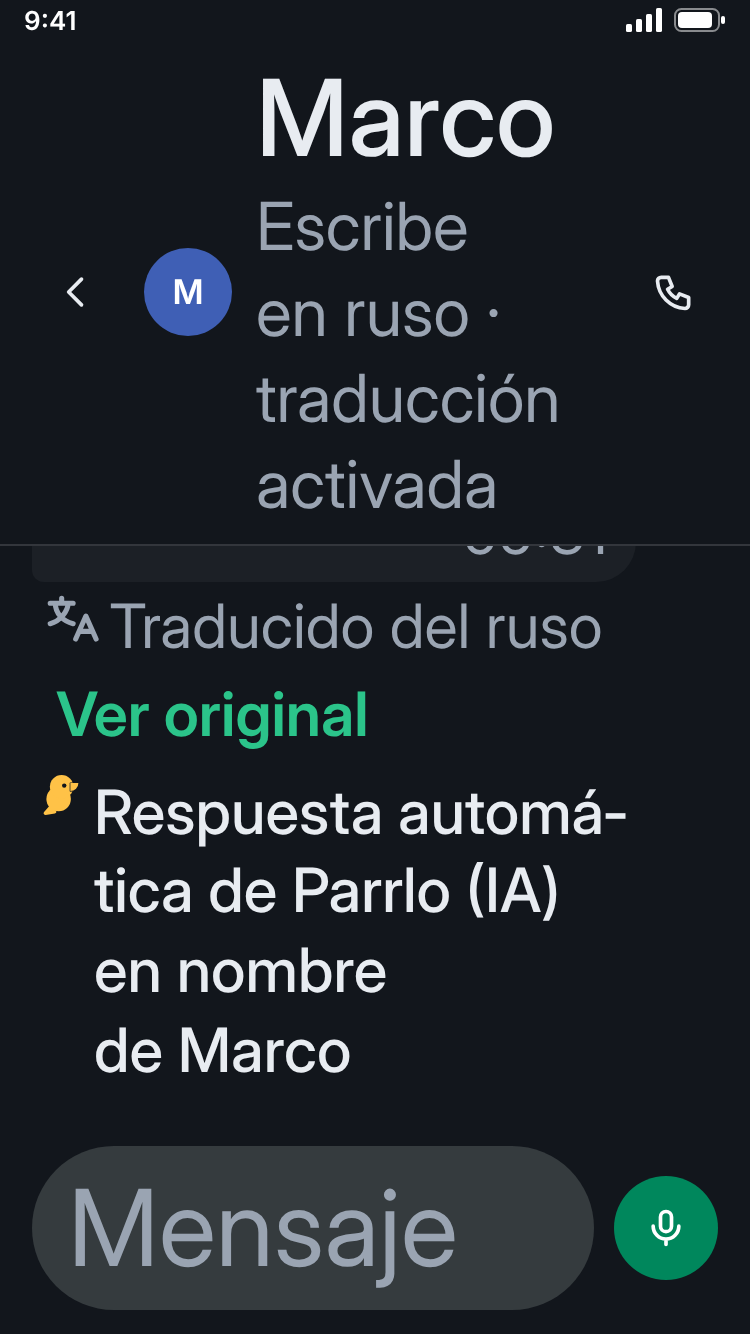 9:41
Marco
Escribe
en ruso ·
traducción
activada
M
Traducido del ruso
Ver original
Respuesta automá-
tica de Parrlo (IA)
en nombre
de Marco
Mensaje